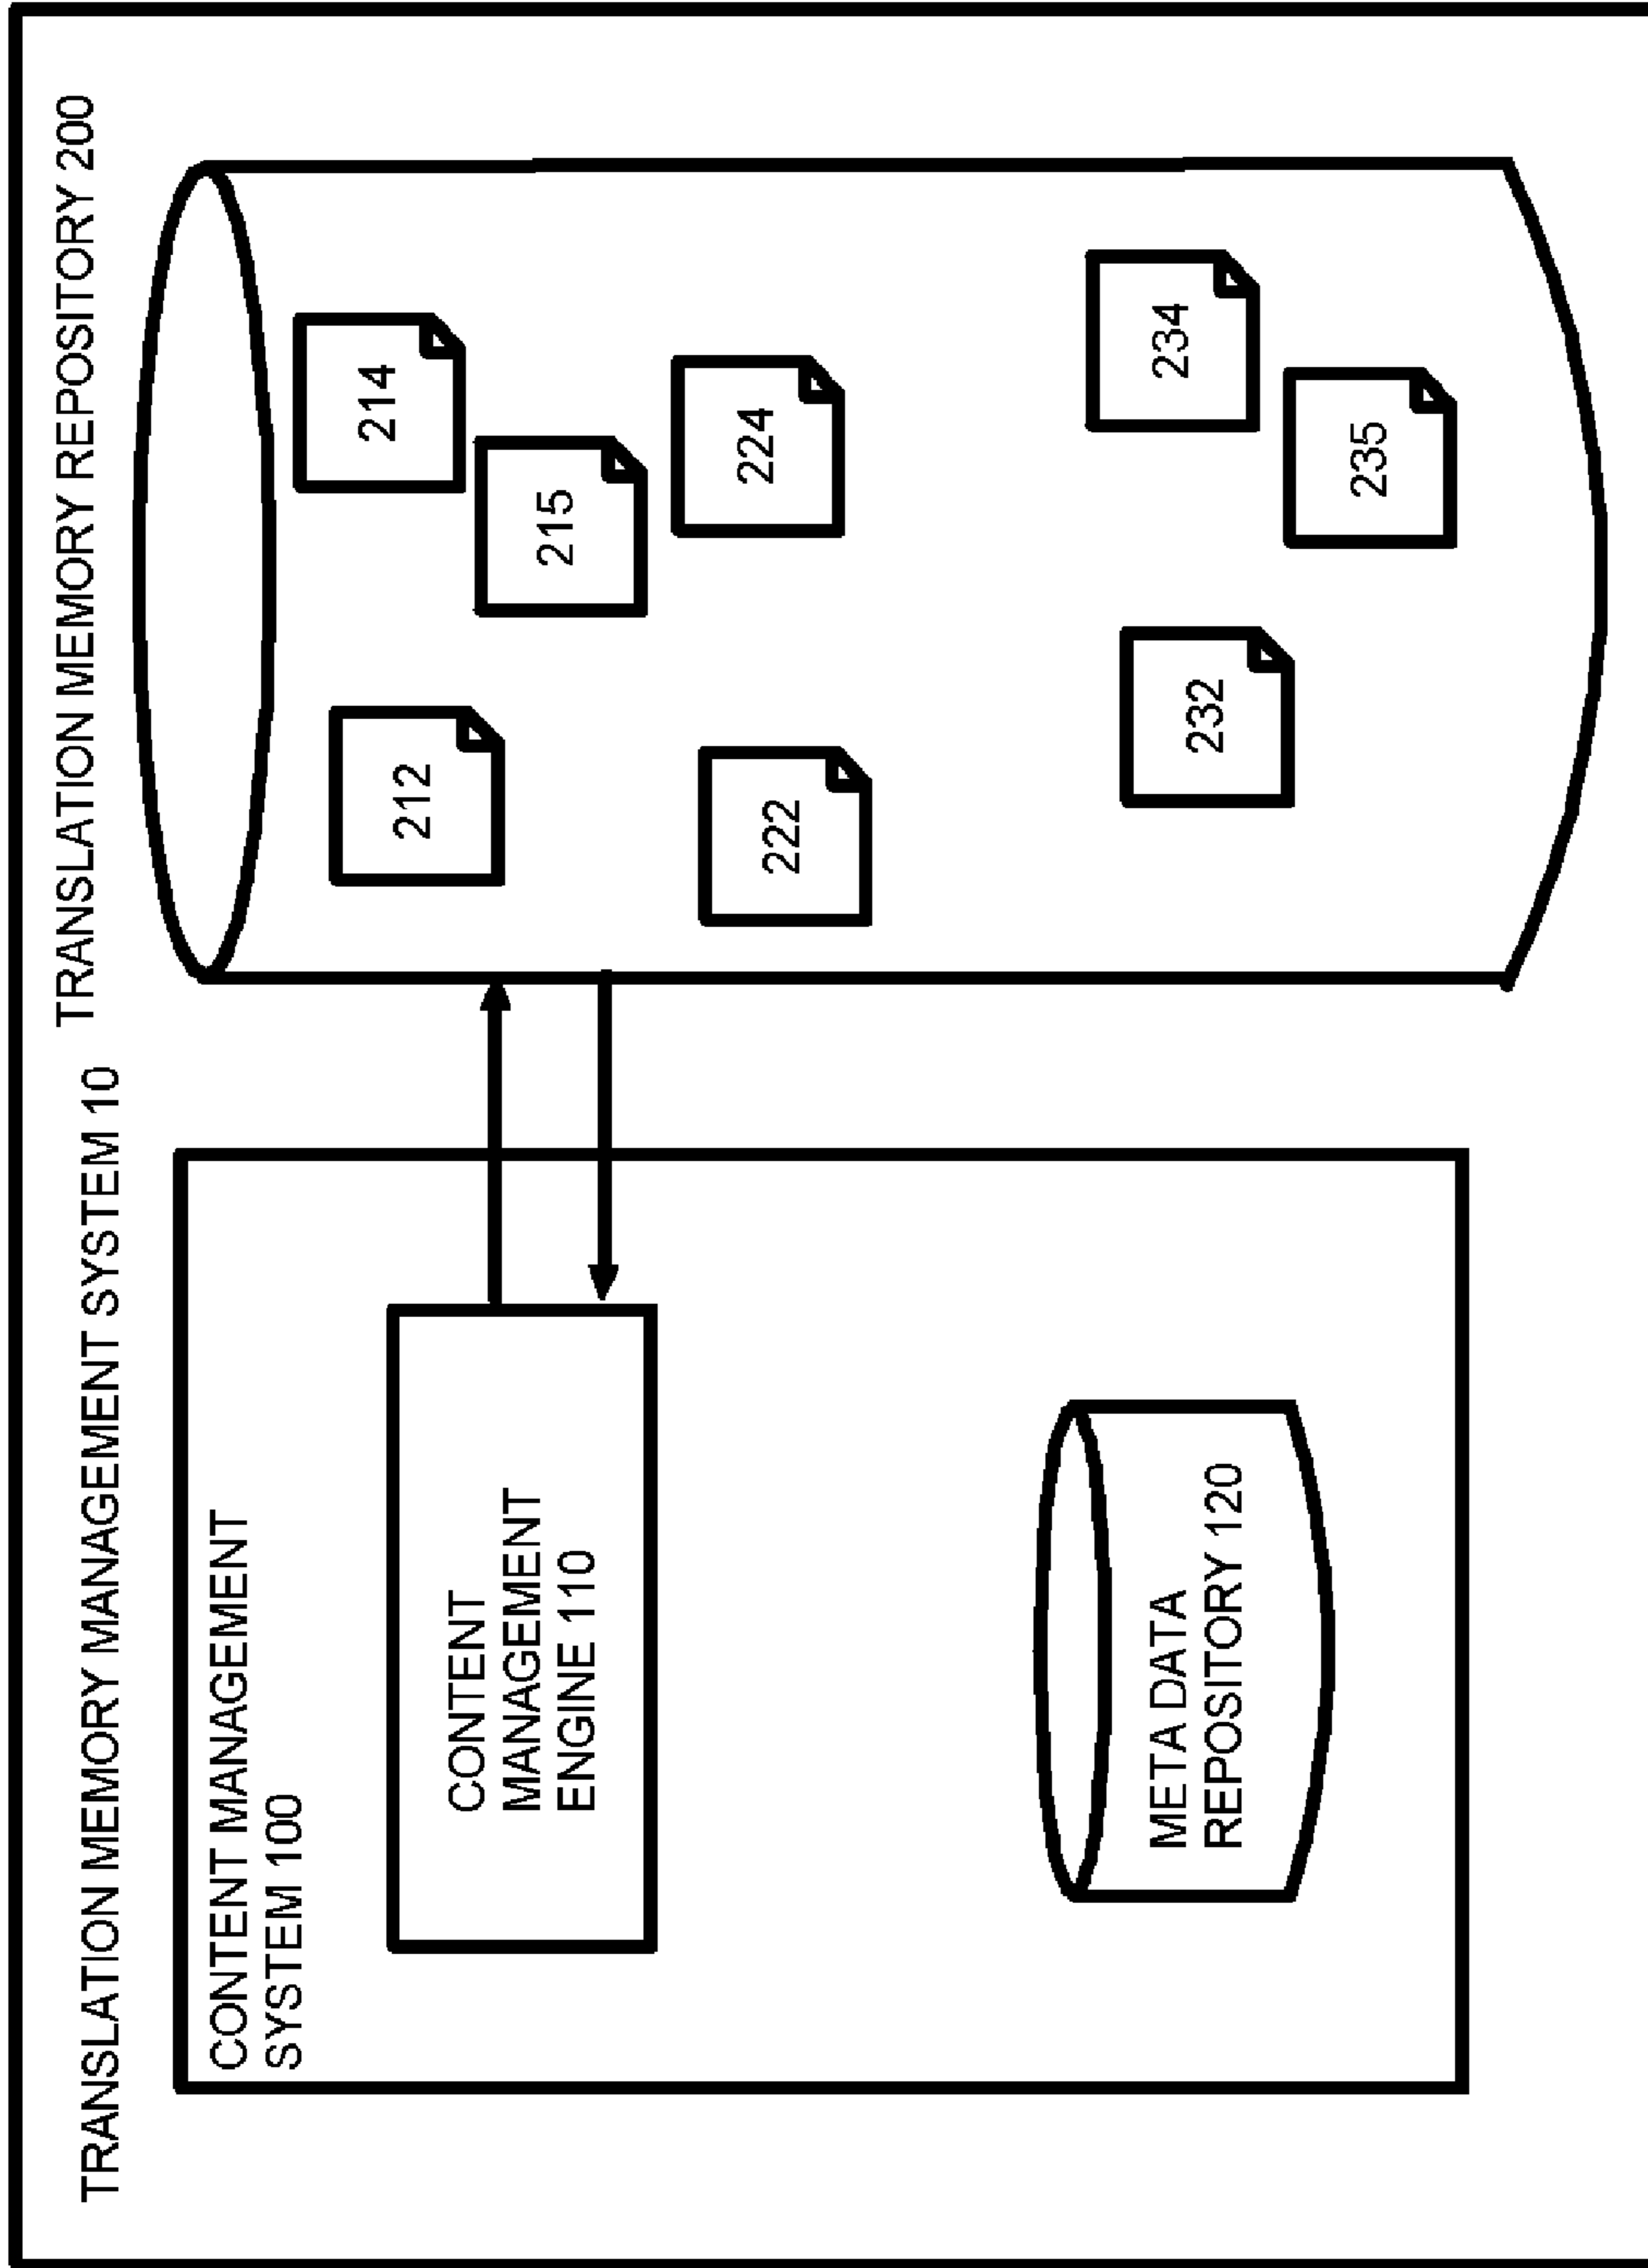 TRANSLATION MEMORY MANAGEMENT SYSTEM 10
TRANSLATION MEMORY REPOSITORY 200
CONTENT MANAGEMENT
SYSTEM 100
CONTENT
MANAGEMENT
ENGINE 110
META DATA
REPOSITORY 120
212
214
215
222
224
232
234
235